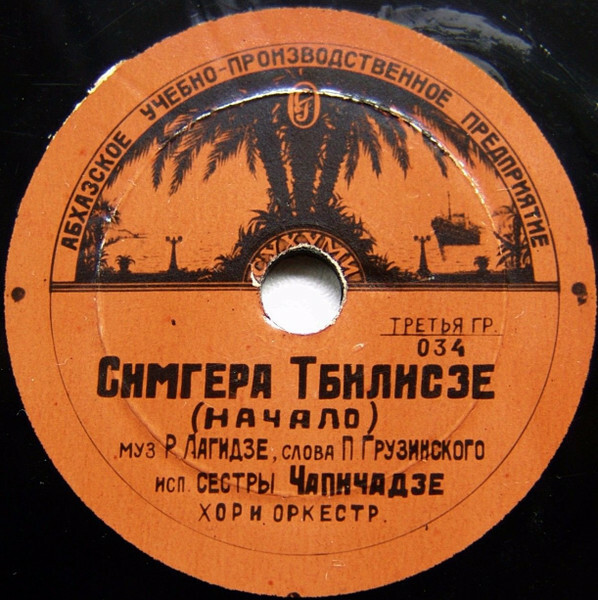 АБХАЗСКОЕ УЧЕБНО-ПРОИЗВОДСТВЕННОЕ ПРЕДПРИЯТИЕ
СУХУМИ
ТРЕТЬЯ ГР.
034
СИМГЕРА ТБИЛИСЗЕ
(НАЧАЛО)
МУЗ Р ЛАГИДЗЕ, СЛОВА П ГРУЗИНСКОГО
ИСП. СЕСТРЫ ЧАПИЧАДЗЕ
ХОР И ОРКЕСТР.